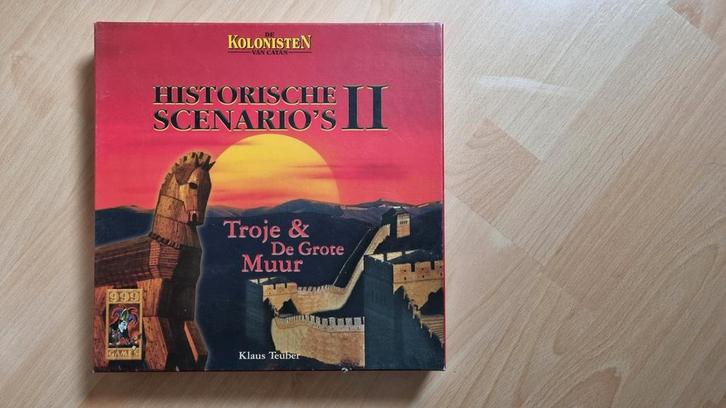 DE
KOLONISTEN
VAN CATAN
HISTORISCHE
SCENARIO'S II
Troje &
De Grote
Muur
999
GAMES
Klaus Teuber